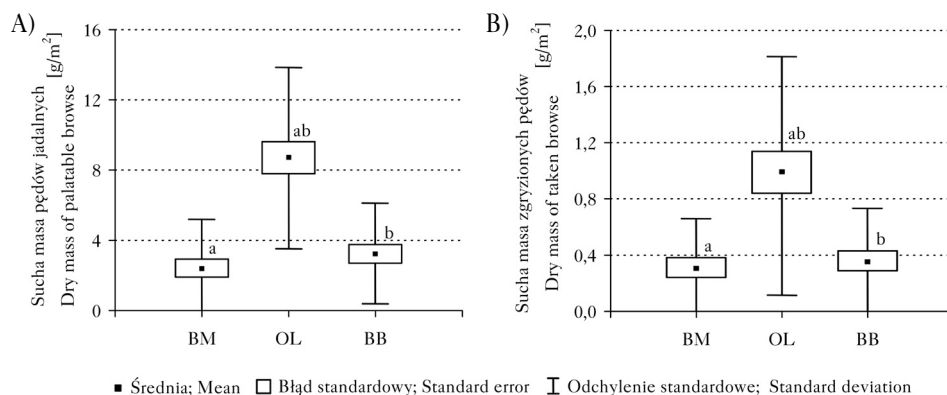 A)
Sucha masa pędów jadalnych [g/m²]
Dry mass of palatable browse
16
12
8
4
0
a
ab
b
BM OL BB
B)
Sucha masa zgryzionych pędów [g/m²]
Dry mass of taken browse
2,0
1,6
1,2
0,8
0,4
0,0
a
ab
b
BM OL BB
Średnia; Mean Błąd standardowy; Standard error Odchylenie standardowe; Standard deviation